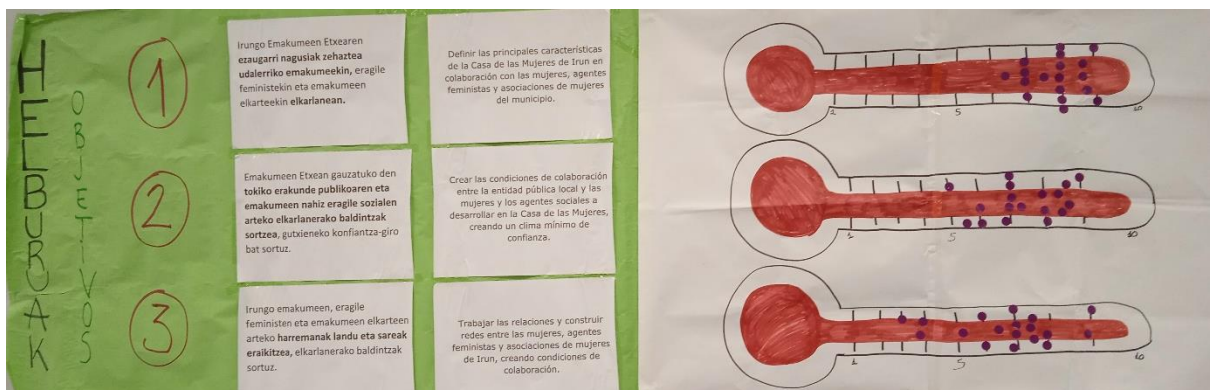 HELBURUAK
OBJETIVOS
1
Irungo Emakumeen Etxearen
ezaugarri nagusiak zehaztea
udalerriko emakumeekin, eragile
feministekin eta emakumeen
elkarteekin elkarlanean.
Definir las principales características
de la Casa de las Mujeres de Irun en
colaboración con las mujeres, agentes
feministas y asociaciones de mujeres
del municipio.
1 5 10
2
Emakumeen Etxean gauzatuko den
tokiko erakunde publikoaren eta
emakumeen nahiz eragile sozialen
arteko elkarlanerako baldintzak
sortzea, gutxieneko konfiantza-giro
bat sortuz.
Crear las condiciones de colaboración
entre la entidad pública local y las
mujeres y los agentes sociales a
desarrollar en la Casa de las Mujeres,
creando un clima mínimo de
confianza.
1 5 10
3
Irungo emakumeen, eragile
feministen eta emakumeen elkarteen
arteko harremanak landu eta sareak
eraikitzea, elkarlanerako baldintzak
sortuz.
Trabajar las relaciones y construir
redes entre las mujeres, agentes
feministas y asociaciones de mujeres
de Irun, creando condiciones de
colaboración.
1 5 10